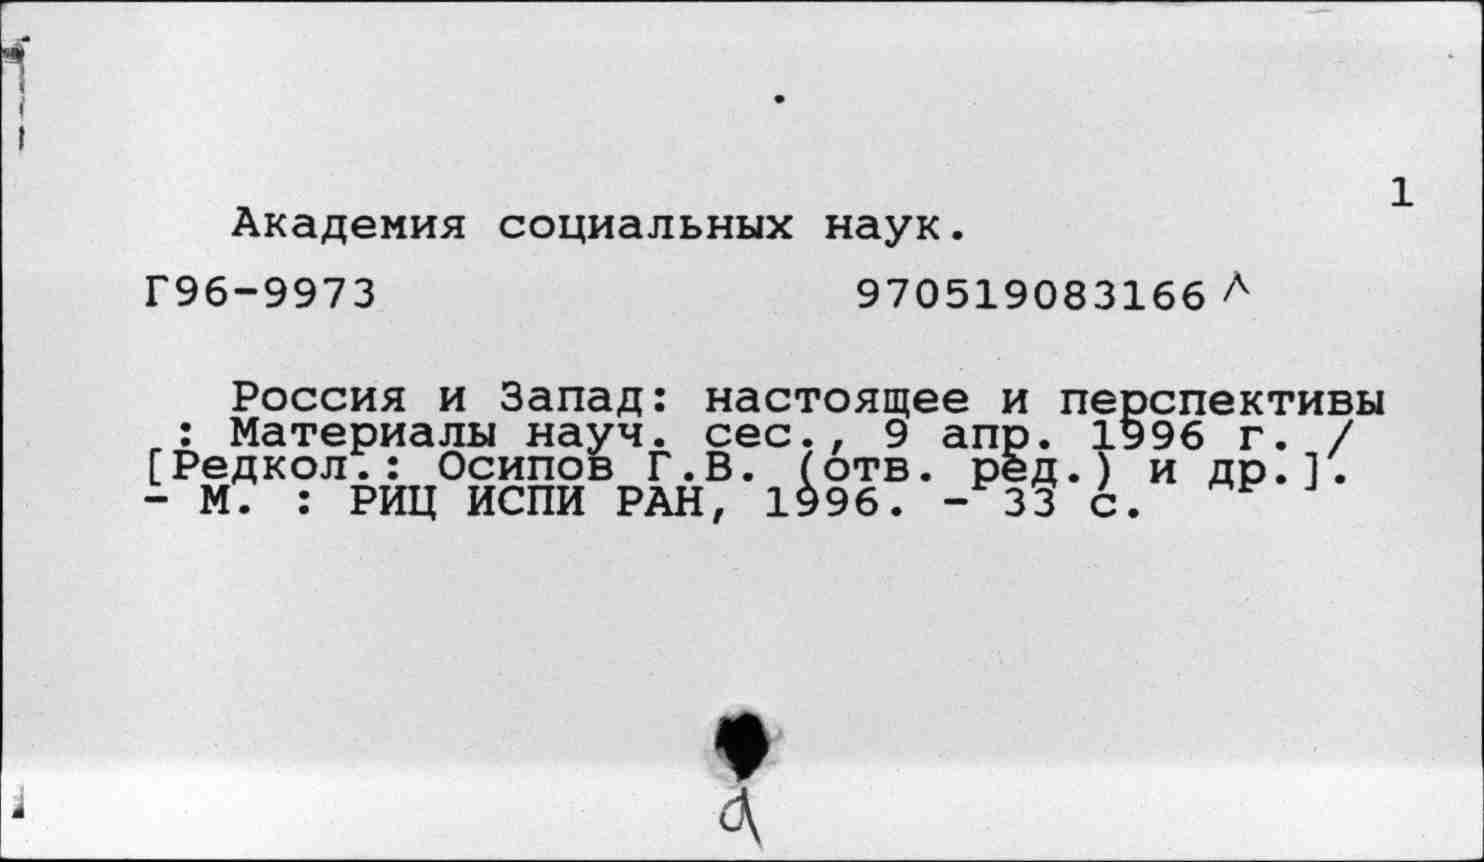 1
Академия социальных наук.
Г96-9973 970519083166 Л
Россия и Запад: настоящее и перспективы
: Материалы науч. сес., 9 апр. 1996 г. /
[Редкол.: Осипов Г.В. (отв. ред.) и др.].
- М. : РИЦ ИСПИ РАН, 1996. - 33 с.